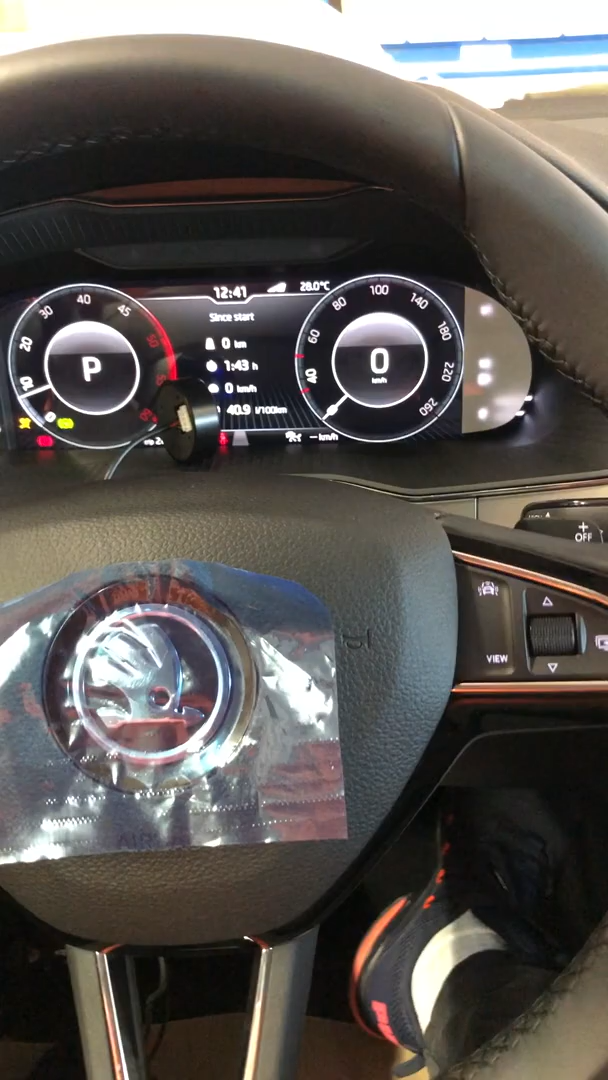 12:41
28.0°C
Since start
0 km
1:43 h
0 km/h
40.9 l/100km
-- km/h
10
20
30
40
45
P
40
60
80
100
140
180
220
260
0
km/h
+
OFF
VIEW